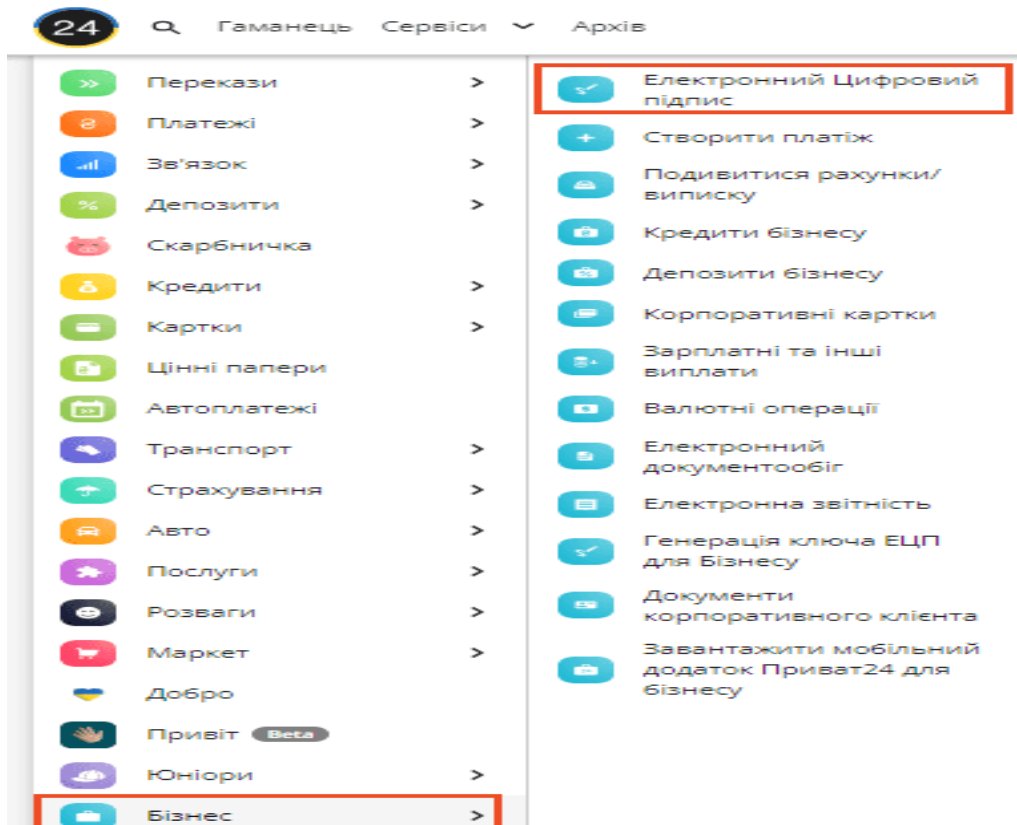 24 Гаманець Сервіси Архів
Перекази
Платежі
Зв'язок
Депозити
Скарбничка
Кредити
Картки
Цінні папери
Автоплатежі
Транспорт
Страхування
Авто
Послуги
Розваги
Маркет
Добро
Привіт Beta
Юніори
Бізнес
Електронний Цифровий
підпис
Створити платіж
Подивитися рахунки/
виписку
Кредити бізнесу
Депозити бізнесу
Корпоративні картки
Зарплатні та інші
виплати
Валютні операції
Електронний
документообіг
Електронна звітність
Генерація ключа ЕЦП
для Бізнесу
Документи
корпоративного клієнта
Завантажити мобільний
додаток Приват24 для
бізнесу